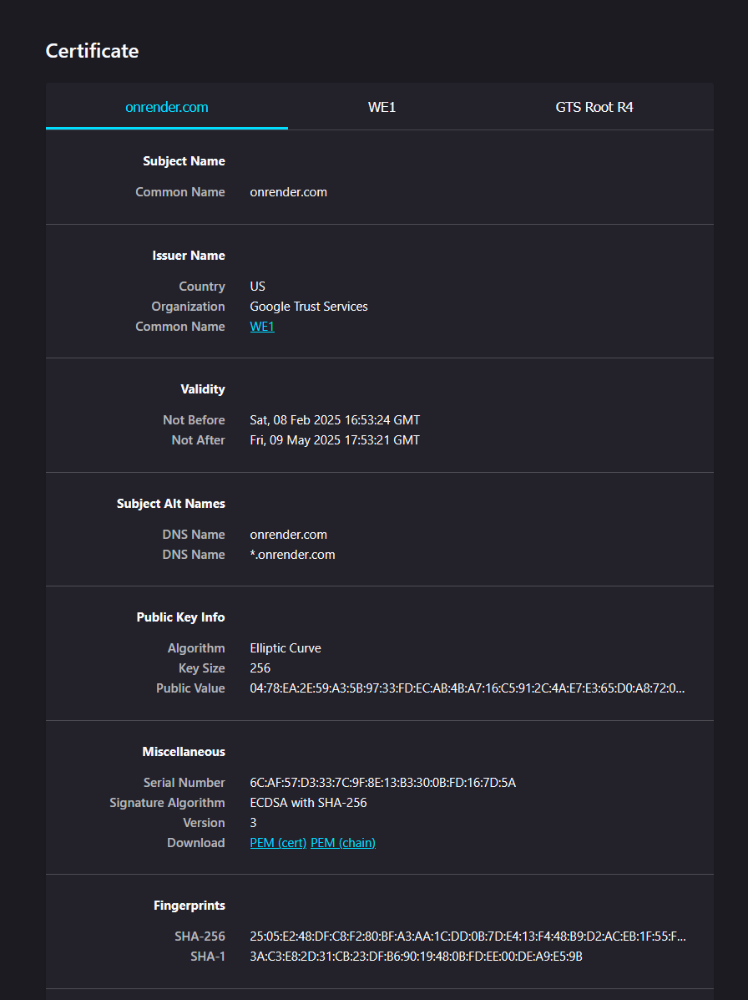 Certificate
onrender.com WE1 GTS Root R4
Subject Name
Common Name onrender.com
Issuer Name
Country US
Organization Google Trust Services
Common Name WE1
Validity
Not Before Sat, 08 Feb 2025 16:53:24 GMT
Not After Fri, 09 May 2025 17:53:21 GMT
Subject Alt Names
DNS Name onrender.com
DNS Name *.onrender.com
Public Key Info
Algorithm Elliptic Curve
Key Size 256
Public Value 04:78:EA:2E:59:A3:5B:97:33:FD:EC:AB:4B:A7:16:C5:91:2C:4A:E7:E3:65:D0:A8:72:0...
Miscellaneous
Serial Number 6C:AF:57:D3:33:7C:9F:8E:13:B3:30:0B:FD:16:7D:5A
Signature Algorithm ECDSA with SHA-256
Version 3
Download PEM (cert) PEM (chain)
Fingerprints
SHA-256 25:05:E2:48:DF:C8:F2:80:BF:A3:AA:1C:DD:0B:7D:E4:13:F4:48:B9:D2:AC:EB:1F:55:F...
SHA-1 3A:C3:E8:2D:31:CB:23:DF:B6:90:19:48:0B:FD:EE:00:DE:A9:E5:9B